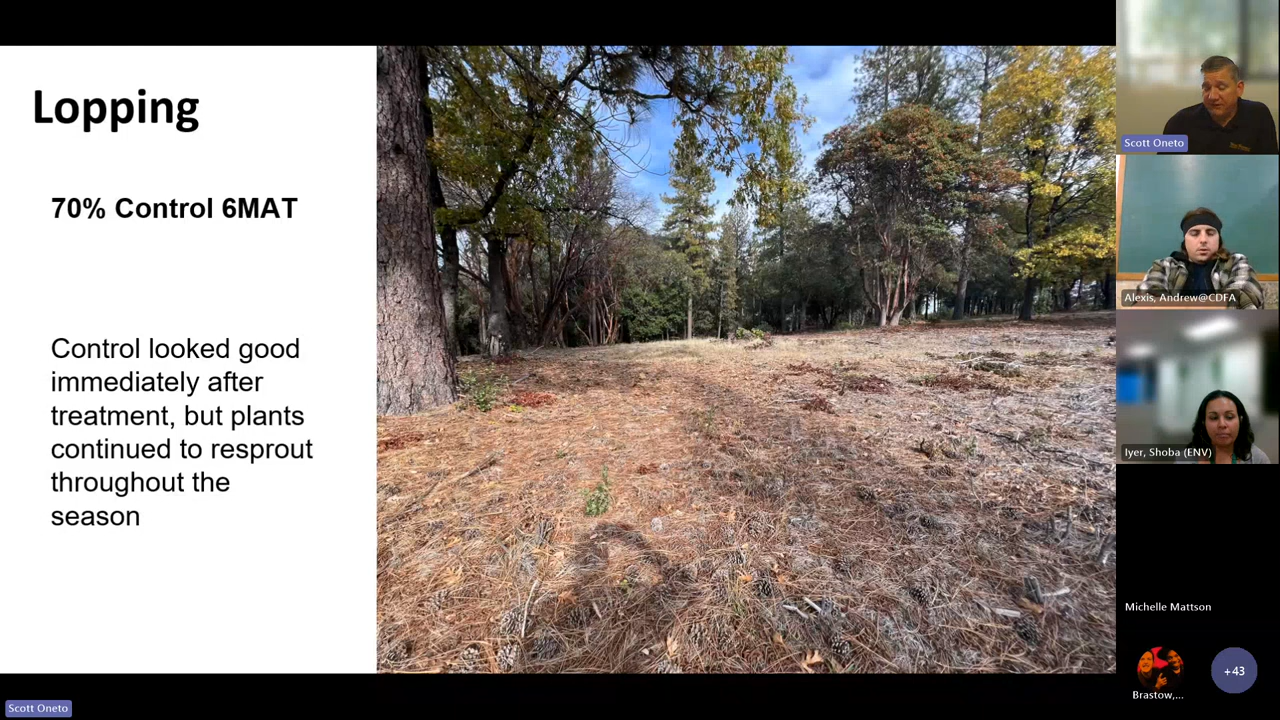 Lopping
70% Control 6MAT
Control looked good
immediately after
treatment, but plants
continued to resprout
throughout the
season
Scott Oneto
Alexis, Andrew@CDFA
Iyer, Shoba (ENV)
Michelle Mattson
Brastow,...
+43
Scott Oneto